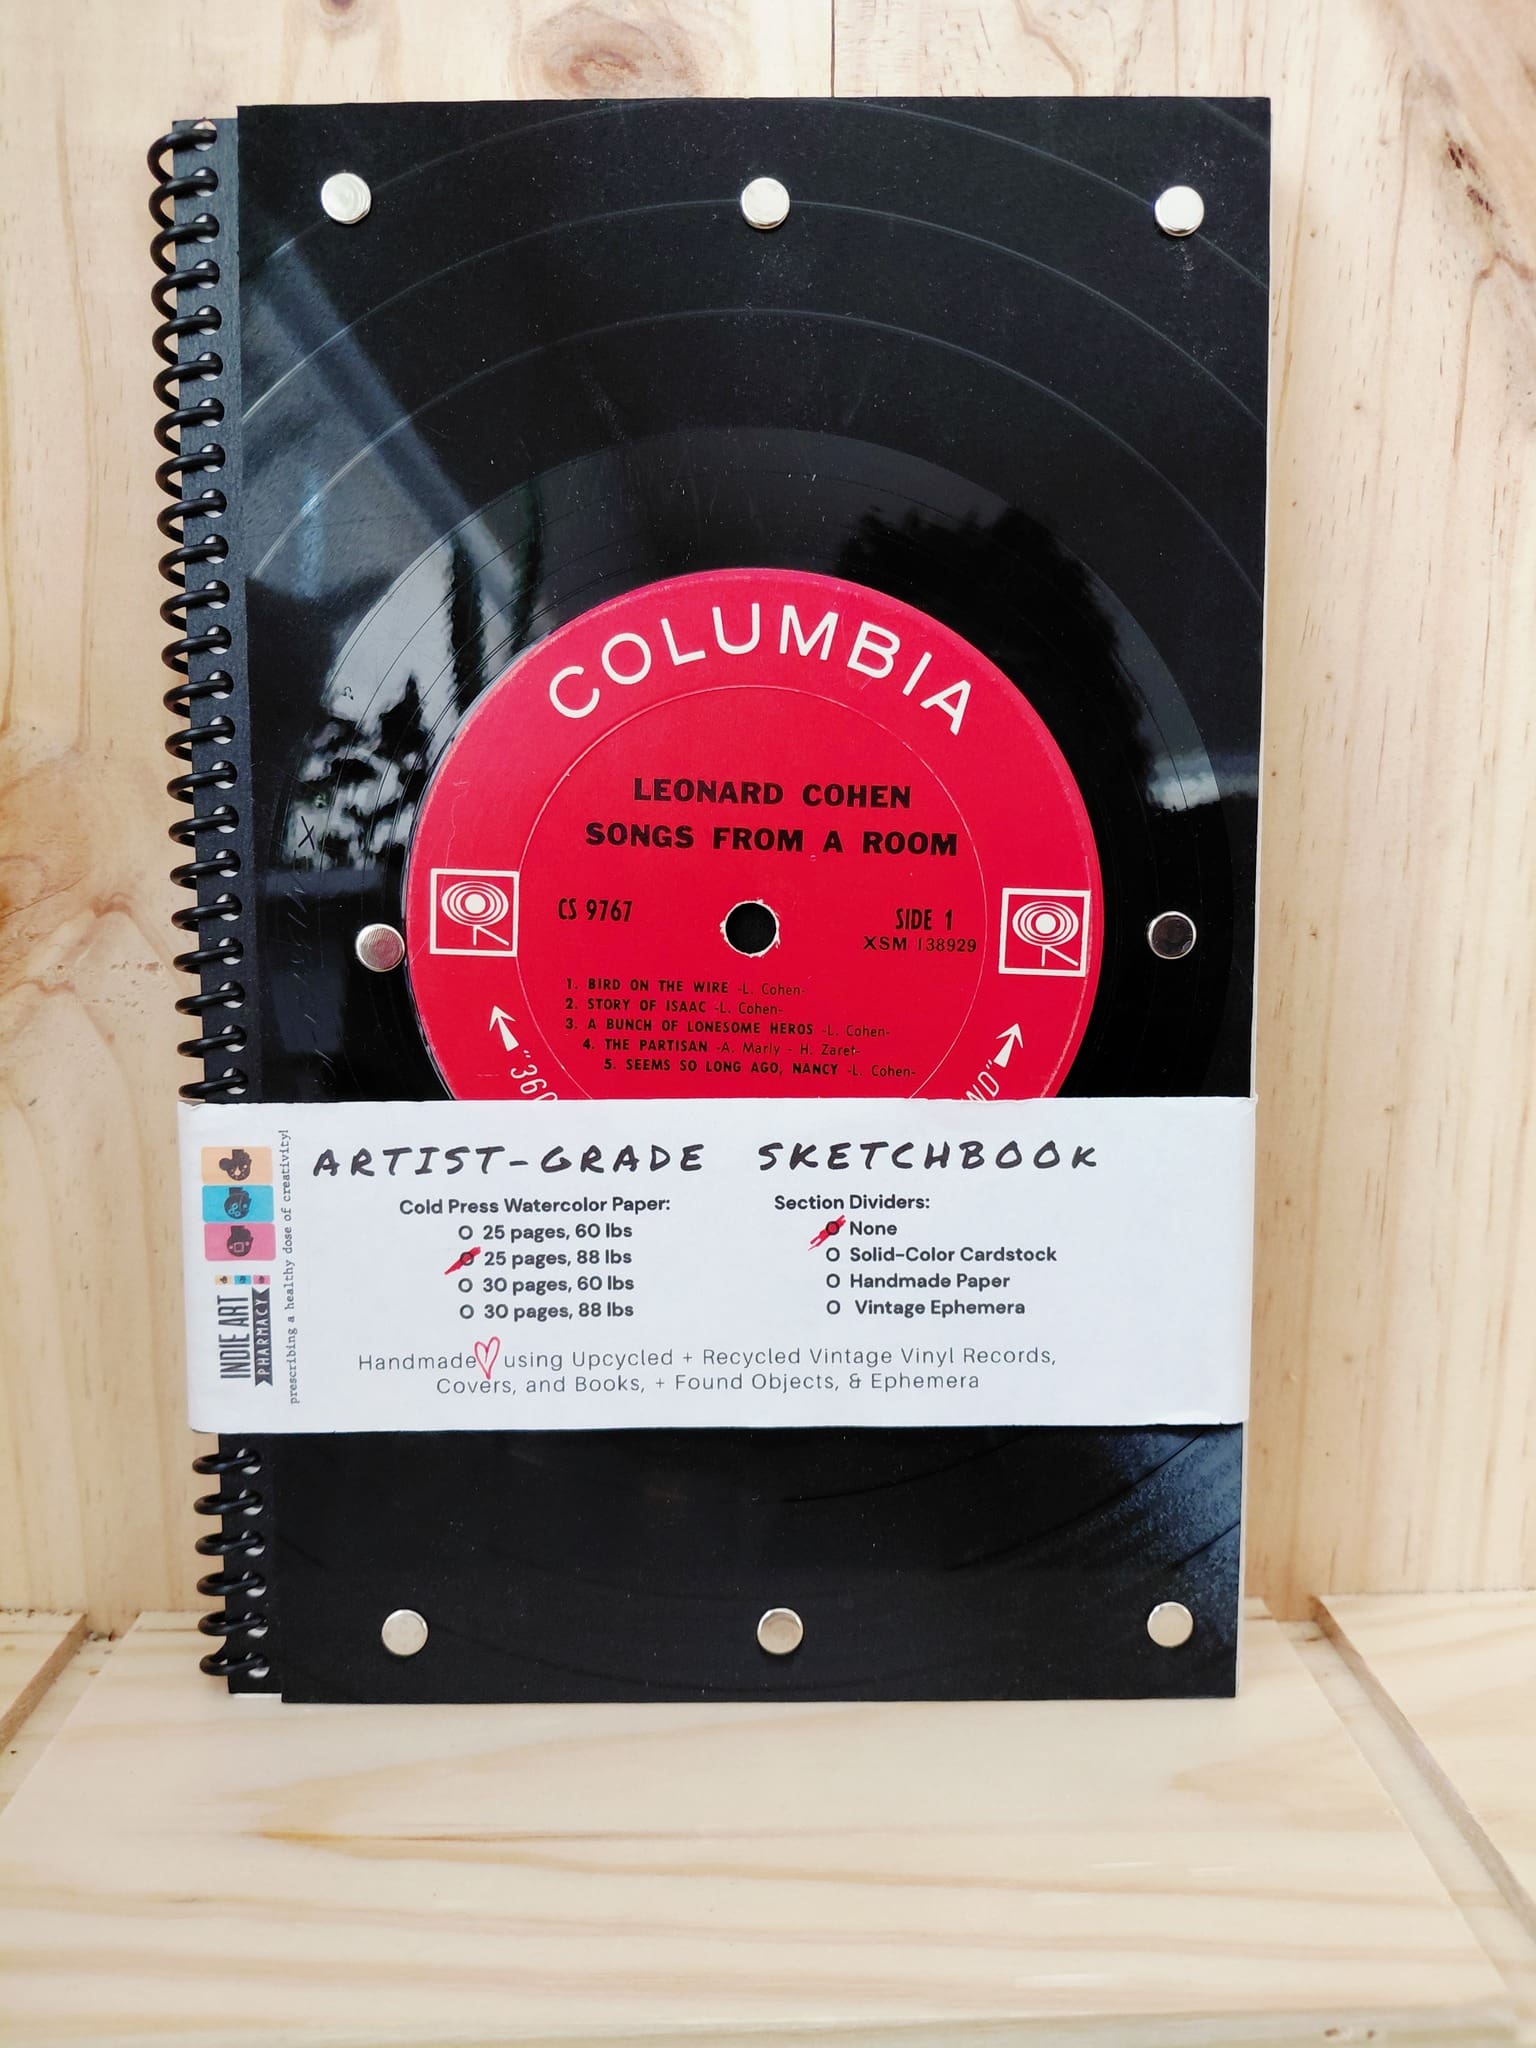 COLUMBIA
LEONARD COHEN
SONGS FROM A ROOM
CS 9767
SIDE 1
XSM 138929
1. BIRD ON THE WIRE -L. Cohen-
2. STORY OF ISAAC -L. Cohen-
3. A BUNCH OF LONESOME HEROS -L. Cohen-
4. THE PARTISAN -A. Marly - H. Zaret-
5. SEEMS SO LONG AGO, NANCY -L. Cohen-
"360
ND"
ARTIST-GRADE SKETCHBOOK
Cold Press Watercolor Paper:
O 25 pages, 60 lbs
O 25 pages, 88 lbs
O 30 pages, 60 lbs
O 30 pages, 88 lbs
Section Dividers:
O None
O Solid-Color Cardstock
O Handmade Paper
O Vintage Ephemera
Handmade using Upcycled + Recycled Vintage Vinyl Records,
Covers, and Books, + Found Objects, & Ephemera
INDIE ART
PHARMACY
prescribing a healthy dose of creativity!